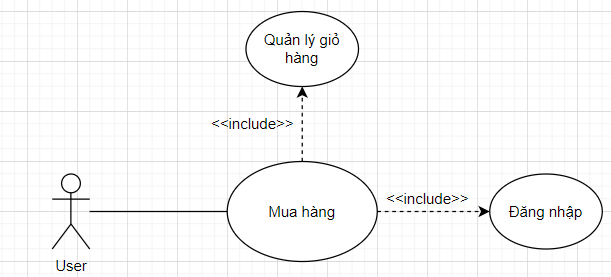 Quản lý giỏ
hàng
<<include>>
<<include>>
Mua hàng
Đăng nhập
User